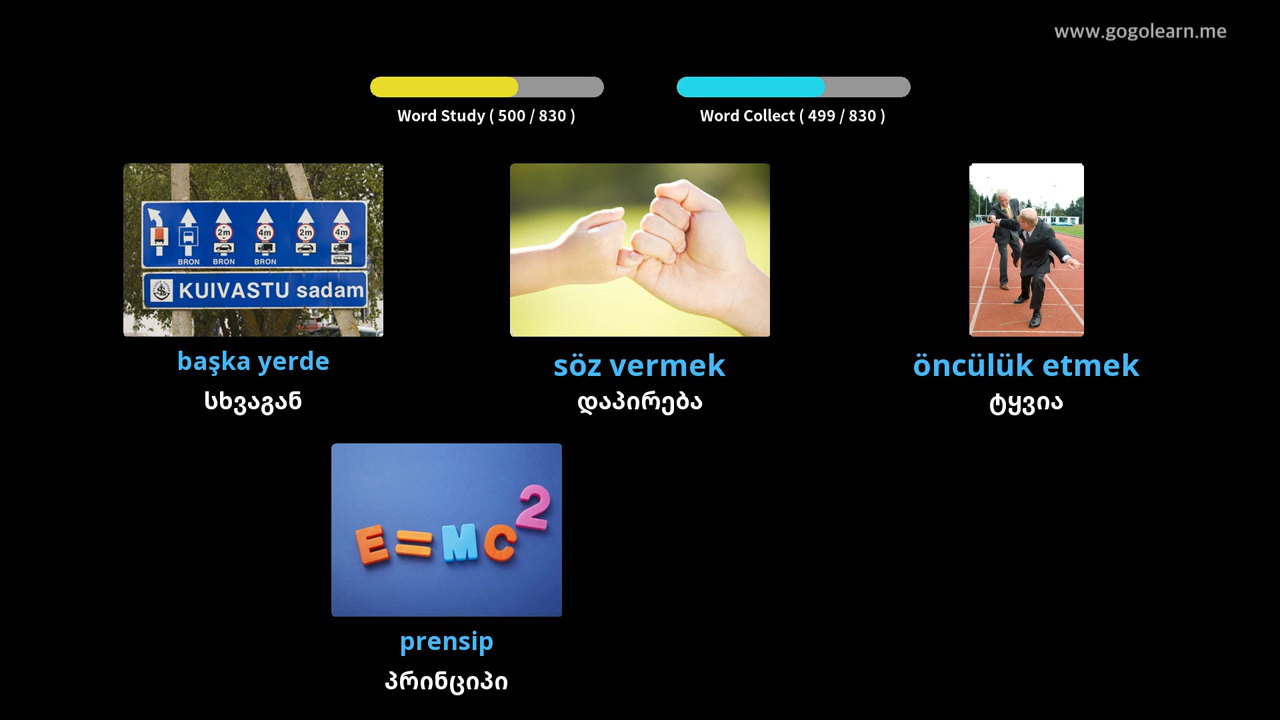 www.gogolearn.me
Word Study ( 500 / 830 )
Word Collect ( 499 / 830 )
2m 4m 2m 4m
BRON BRON BRON
KUIVASTU sadam
başka yerde
სხვაგან
söz vermek
დაპირება
öncülük etmek
ტყვია
E=MC2
prensip
პრინციპი